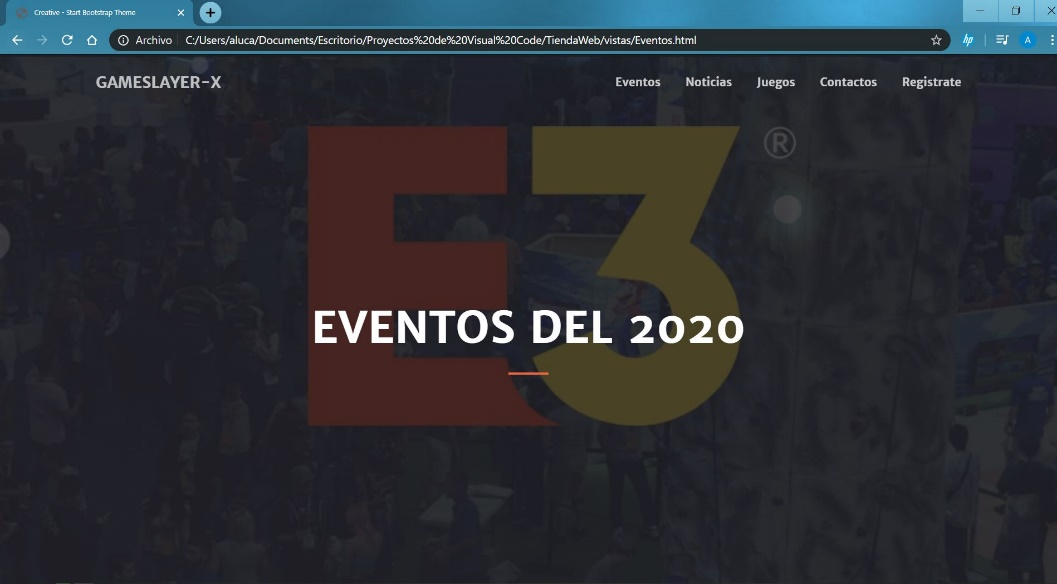 Creative - Start Bootstrap Theme
Archivo C:/Users/aluca/Documents/Escritorio/Proyectos%20de%20Visual%20Code/TiendaWeb/vistas/Eventos.html
hp
A
GAMESLAYER-X
Eventos Noticias Juegos Contactos Registrate
E3®
EVENTOS DEL 2020